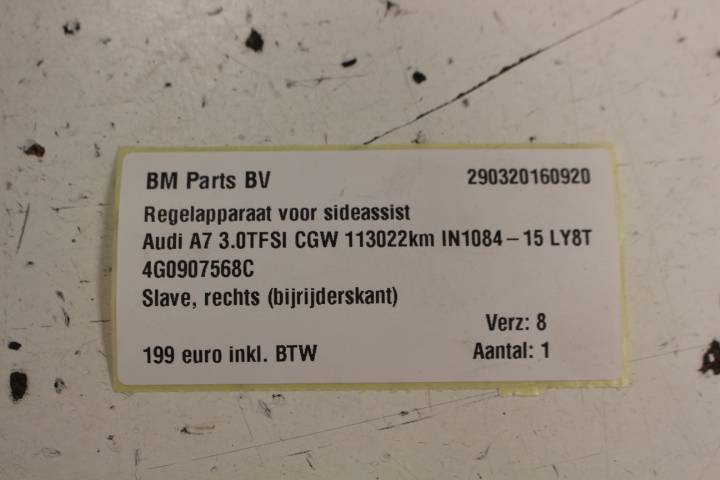 BM Parts BV 290320160920
Regelapparaat voor sideassist
Audi A7 3.0TFSI CGW 113022km IN1084-15 LY8T
4G0907568C
Slave, rechts (bijrijderskant)
Verz: 8
199 euro inkl. BTW Aantal: 1